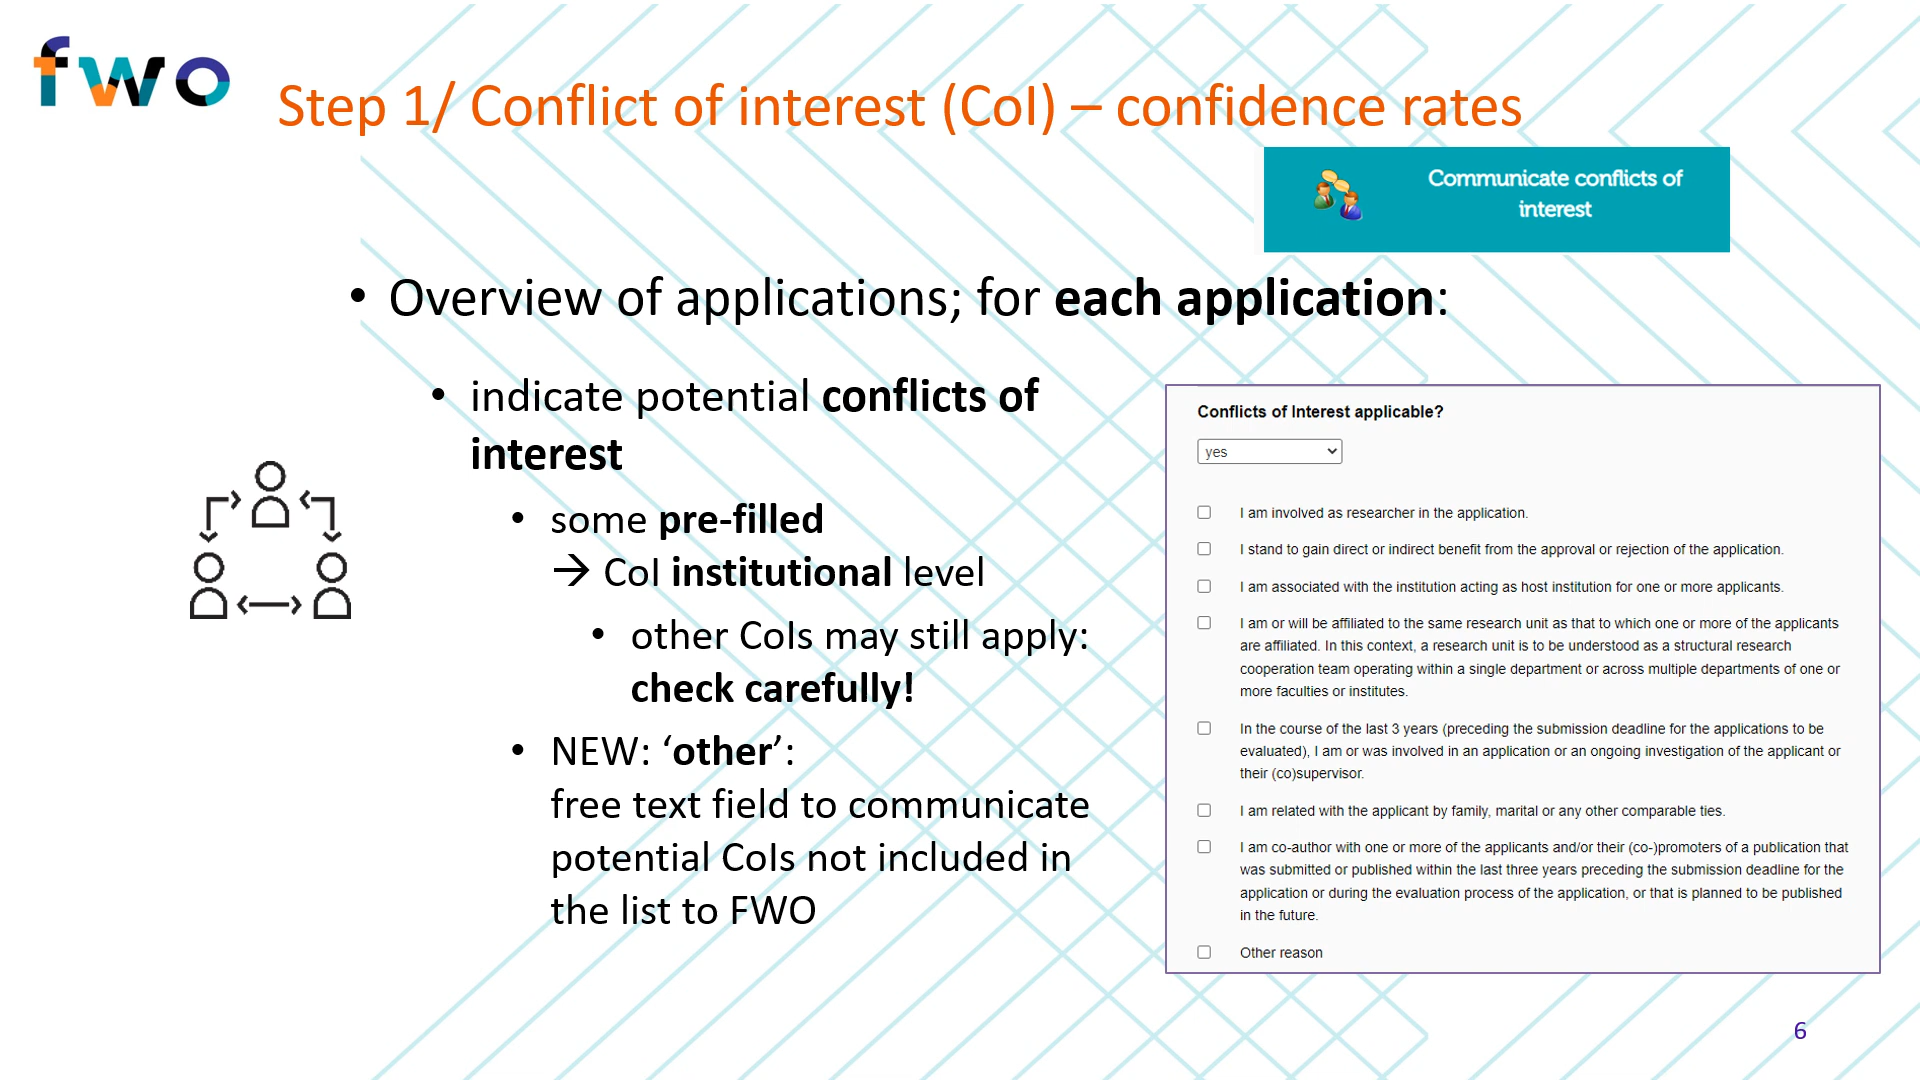 fwo
Step 1/ Conflict of interest (CoI) – confidence rates
Communicate conflicts of
interest
• Overview of applications; for each application:
• indicate potential conflicts of
interest
• some pre-filled
→ CoI institutional level
• other CoIs may still apply:
check carefully!
• NEW: ‘other’:
free text field to communicate
potential CoIs not included in
the list to FWO
Conflicts of Interest applicable?
yes
I am involved as researcher in the application.
I stand to gain direct or indirect benefit from the approval or rejection of the application.
I am associated with the institution acting as host institution for one or more applicants.
I am or will be affiliated to the same research unit as that to which one or more of the applicants
are affiliated. In this context, a research unit is to be understood as a structural research
cooperation team operating within a single department or across multiple departments of one or
more faculties or institutes.
In the course of the last 3 years (preceding the submission deadline for the applications to be
evaluated), I am or was involved in an application or an ongoing investigation of the applicant or
their (co)supervisor.
I am related with the applicant by family, marital or any other comparable ties.
I am co-author with one or more of the applicants and/or their (co-)promoters of a publication that
was submitted or published within the last three years preceding the submission deadline for the
application or during the evaluation process of the application, or that is planned to be published
in the future.
Other reason
6